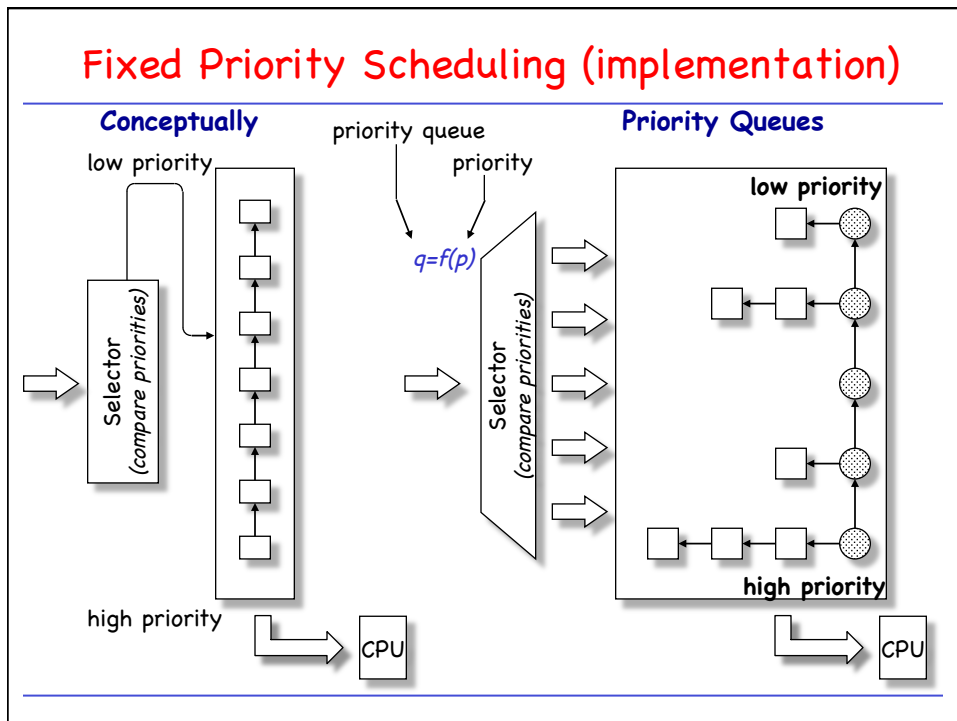 Fixed Priority Scheduling (implementation)
Conceptually
priority queue
Priority Queues
low priority
priority
low priority
q=f(p)
Selector
(compare priorities)
Selector
(compare priorities)
high priority
high priority
CPU
CPU